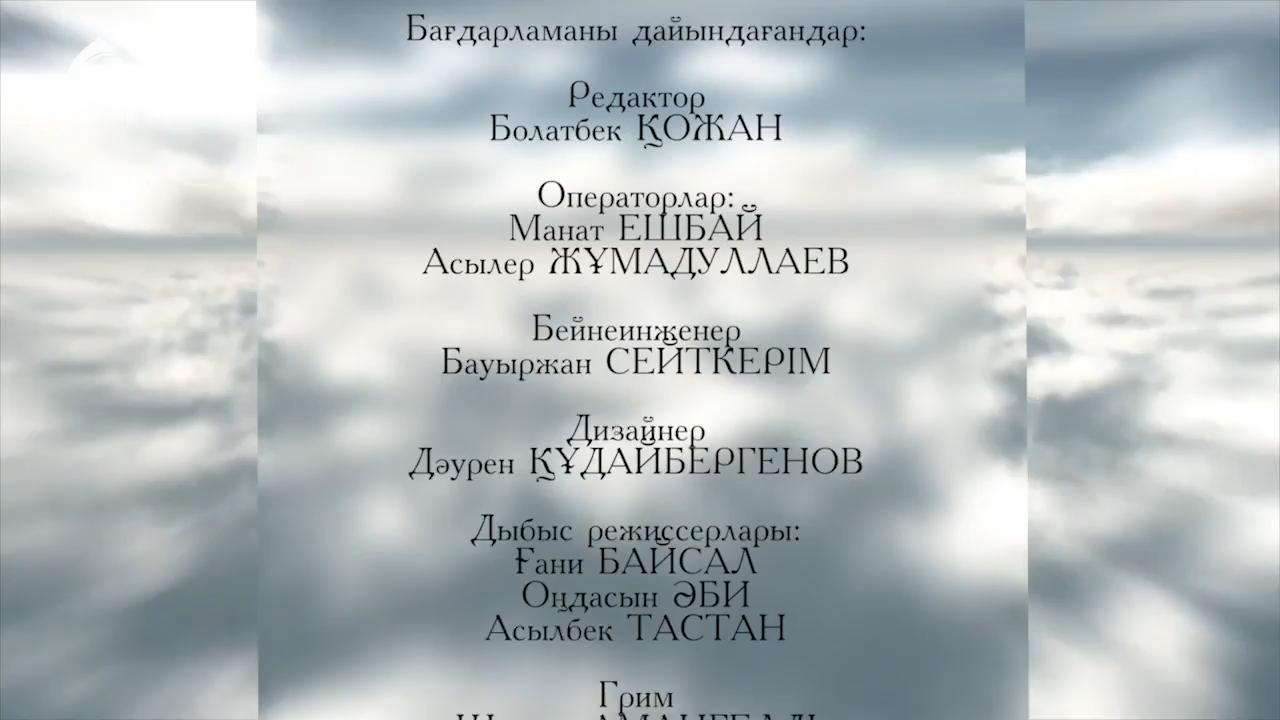 Бағдарламаны дайындағандар:
Редактор
Болатбек ҚОЖАН
Операторлар:
Манат ЕШБАЙ
Асылер ЖҰМАДУЛЛАЕВ
Бейнеинженер
Бауыржан СЕЙТКЕРІМ
Дизайнер
Дәурен ҚҰДАЙБЕРГЕНОВ
Дыбыс режиссерлары:
Ғани БАЙСАЛ
Оңдасын ӘБИ
Асылбек ТАСТАН
Грим